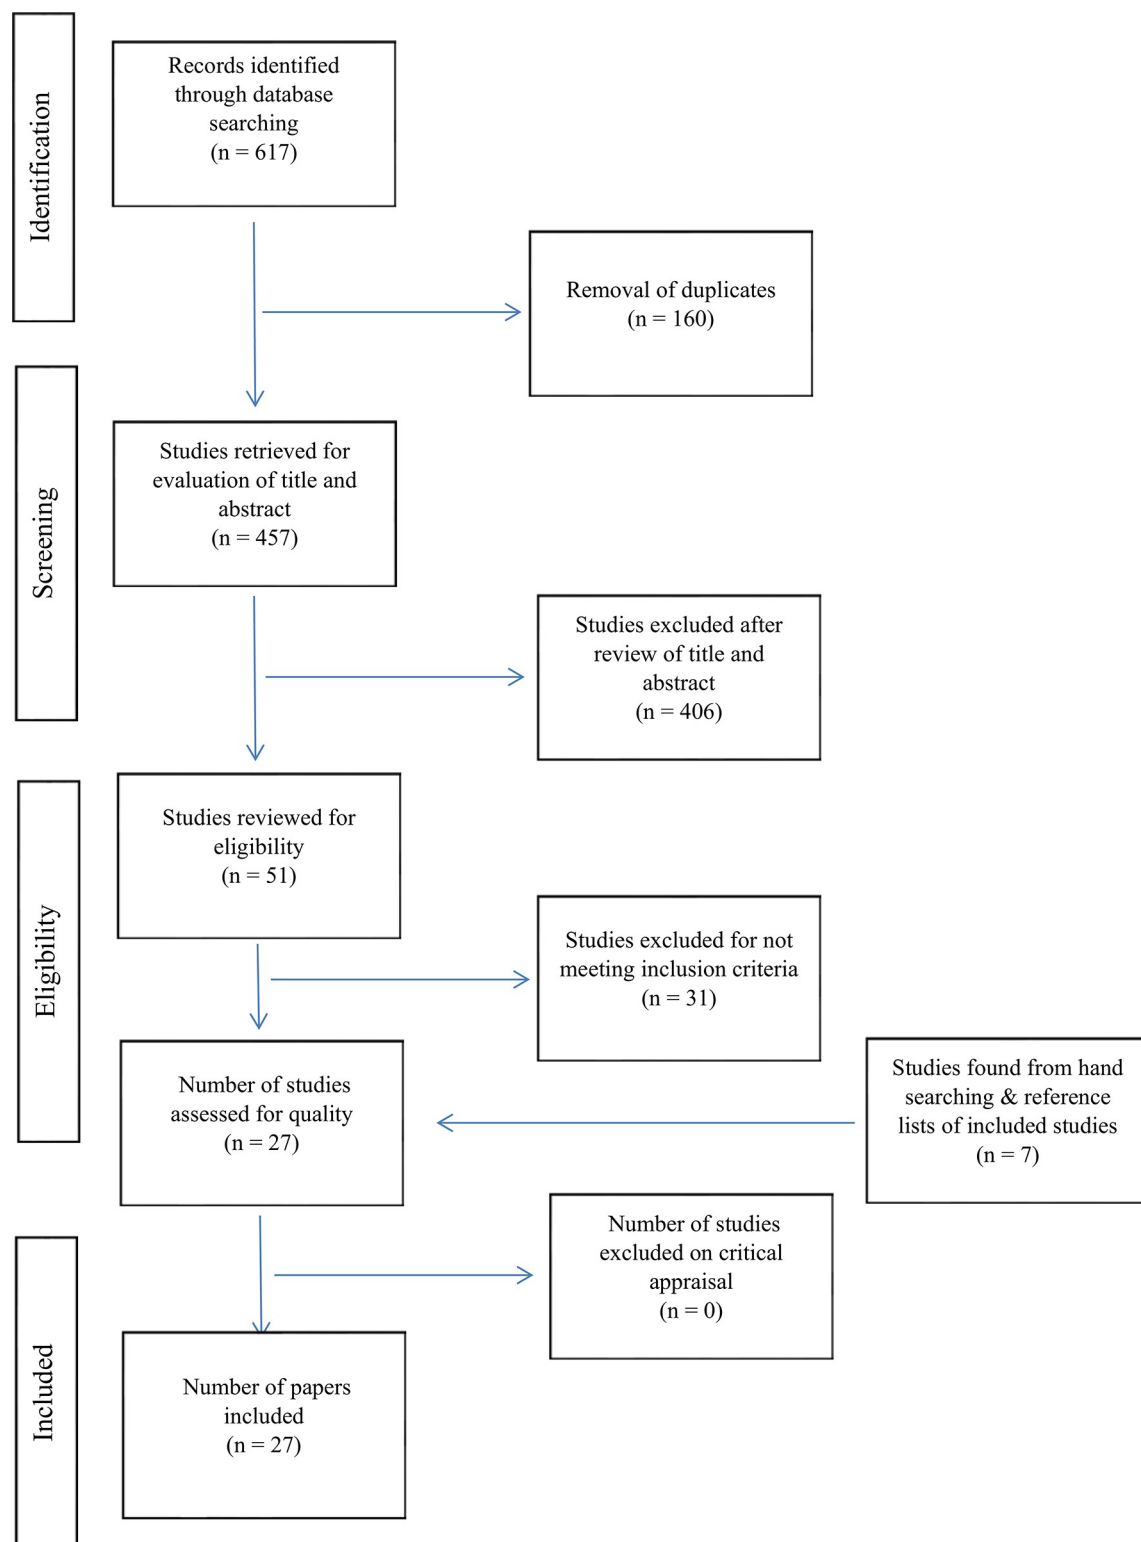 Identification
Records identified
through database
searching
(n = 617)
Removal of duplicates
(n = 160)
Screening
Studies retrieved for
evaluation of title and
abstract
(n = 457)
Studies excluded after
review of title and
abstract
(n = 406)
Eligibility
Studies reviewed for
eligibility
(n = 51)
Studies excluded for not
meeting inclusion criteria
(n = 31)
Number of studies
assessed for quality
(n = 27)
Studies found from hand
searching & reference
lists of included studies
(n = 7)
Number of studies
excluded on critical
appraisal
(n = 0)
Included
Number of papers
included
(n = 27)